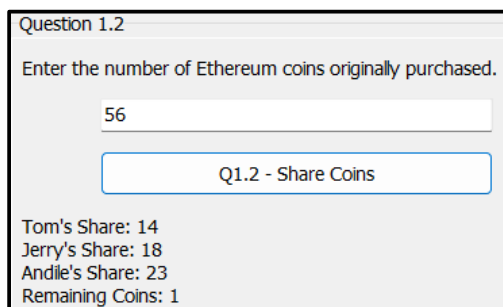 Question 1.2
Enter the number of Ethereum coins originally purchased.
56
Q1.2 - Share Coins
Tom's Share: 14
Jerry's Share: 18
Andile's Share: 23
Remaining Coins: 1